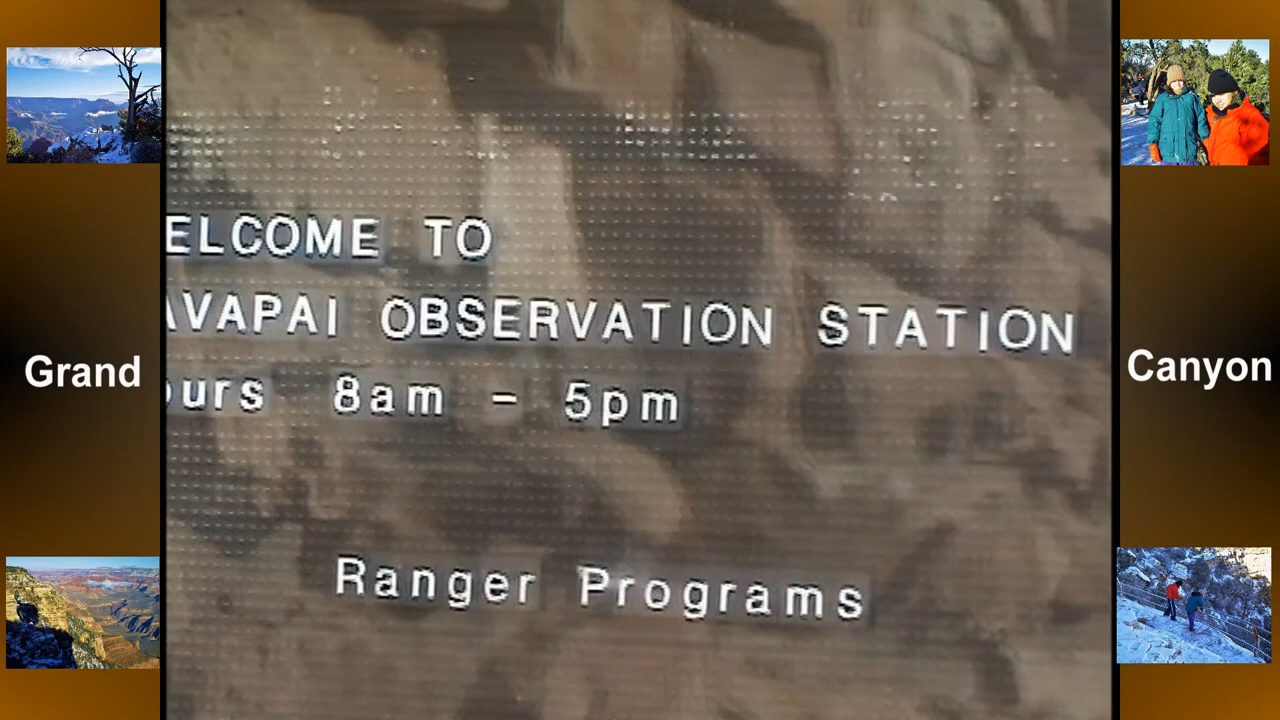 ELCOME TO
AVAPAI OBSERVATION STATION
ours 8am - 5pm
Ranger Programs
Grand
Canyon